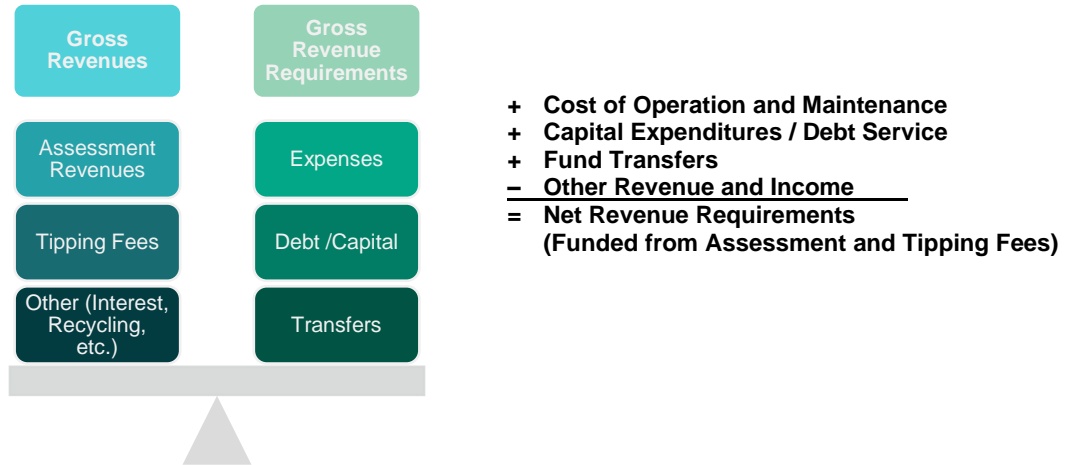 Gross
Revenues
Gross
Revenue
Requirements
Assessment
Revenues
Expenses
Tipping Fees
Debt /Capital
Other (Interest,
Recycling,
etc.)
Transfers
+ Cost of Operation and Maintenance
+ Capital Expenditures / Debt Service
+ Fund Transfers
– Other Revenue and Income
= Net Revenue Requirements
(Funded from Assessment and Tipping Fees)